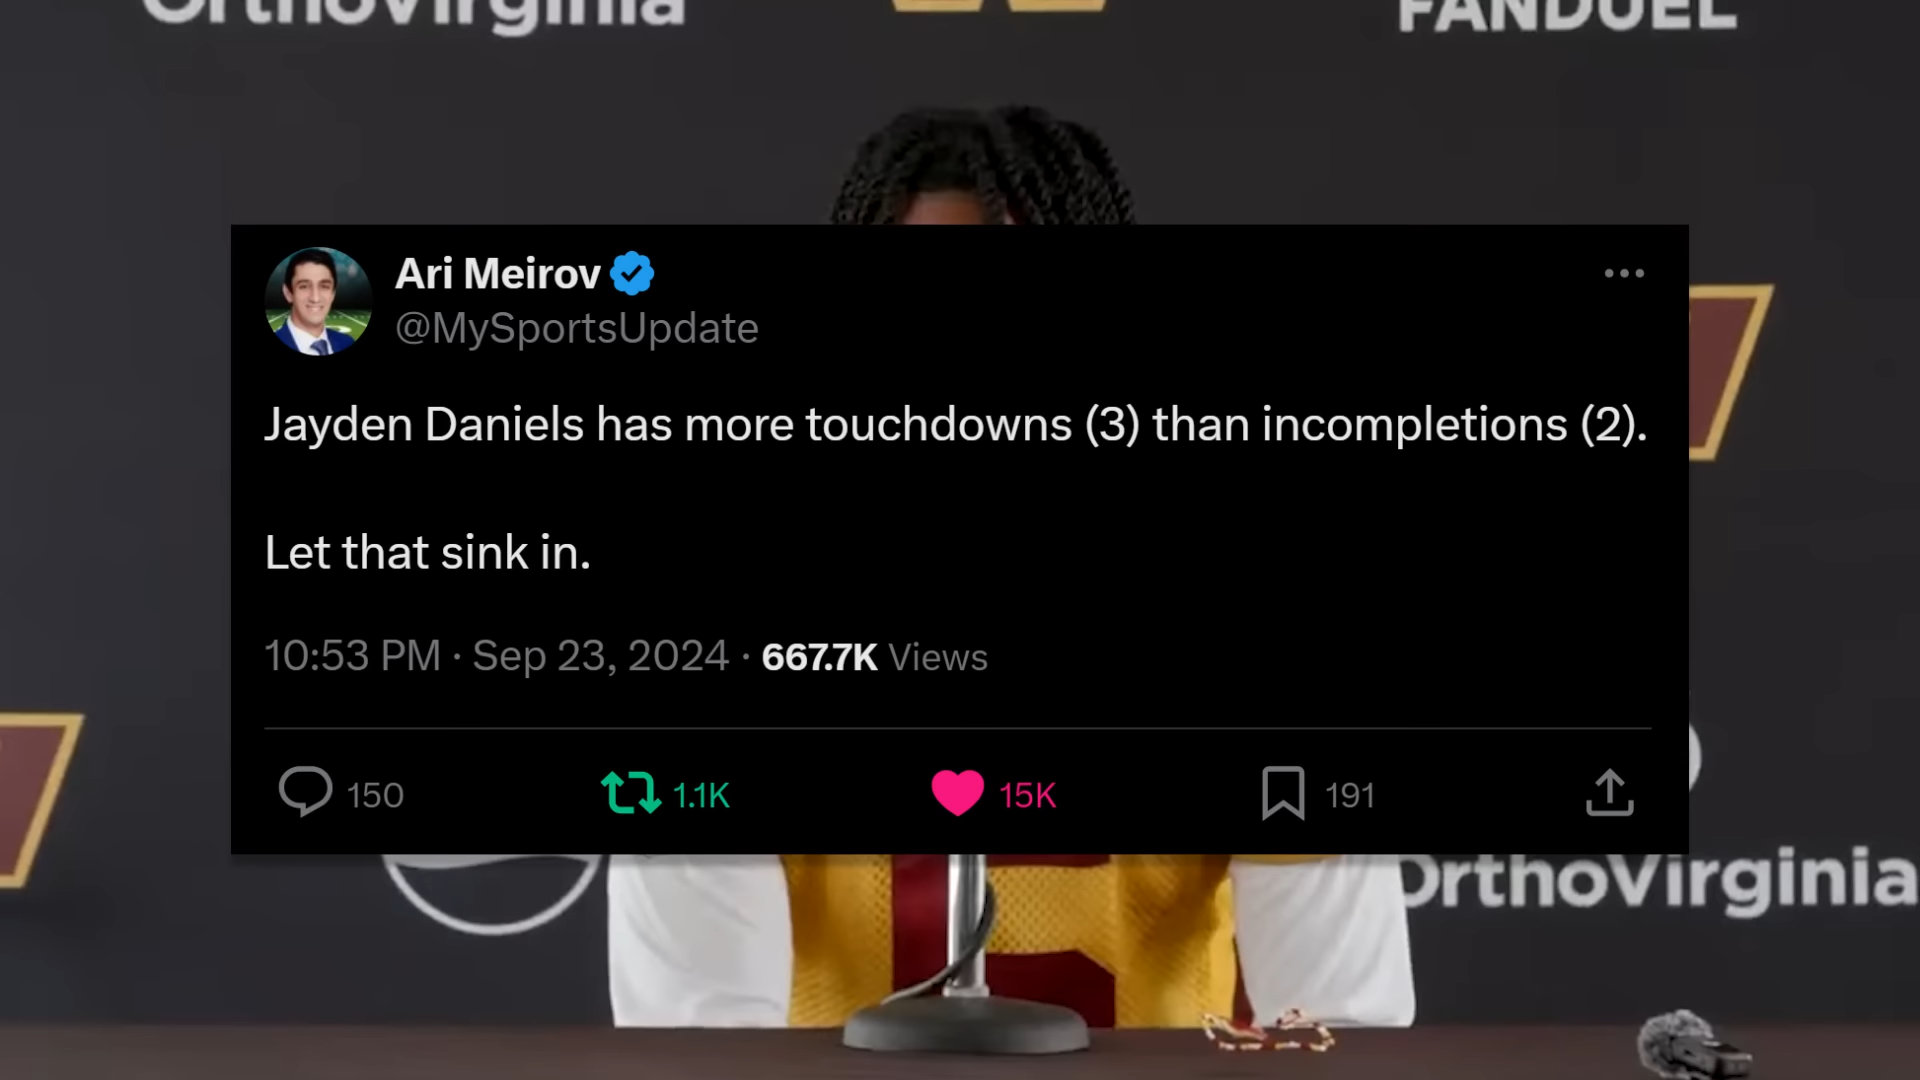 OrthoVirginia
FANDUEL
Ari Meirov
@MySportsUpdate
Jayden Daniels has more touchdowns (3) than incompletions (2).
Let that sink in.
10:53 PM · Sep 23, 2024 · 667.7K Views
150 1.1K 15K 191
OrthoVirginia